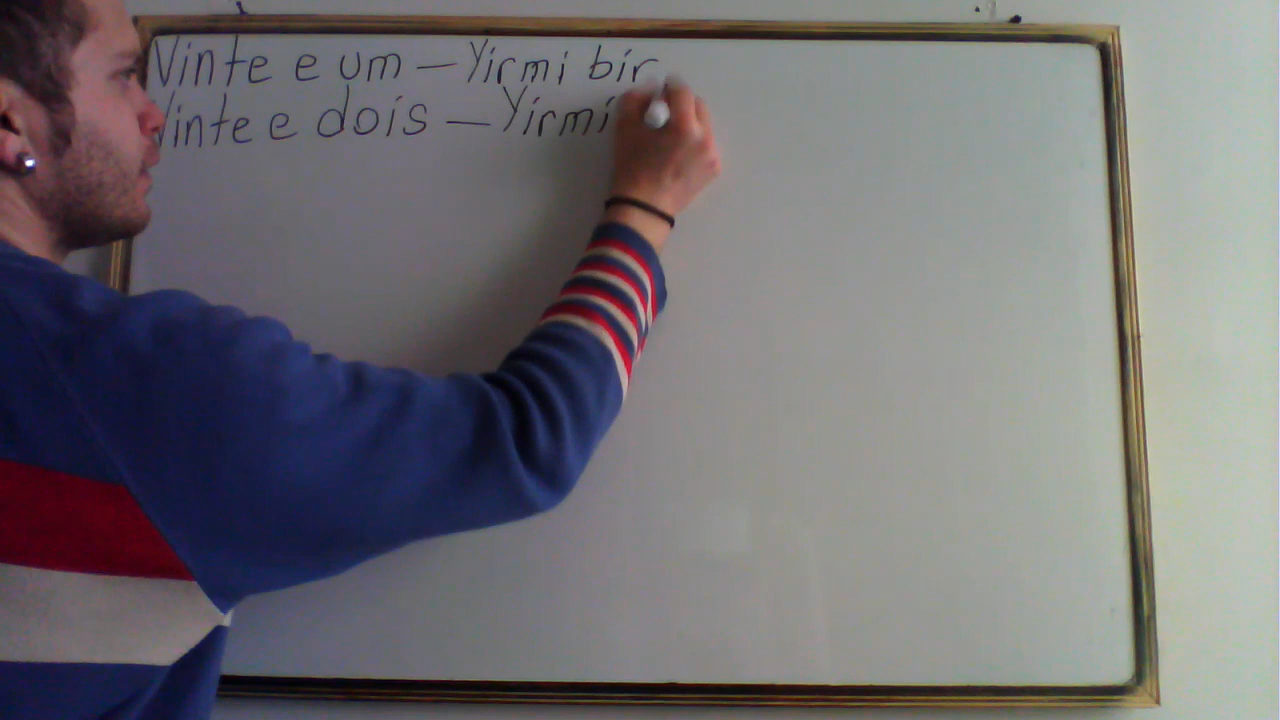 Vinte e um – Yirmi bir
Vinte e dois – Yirmi